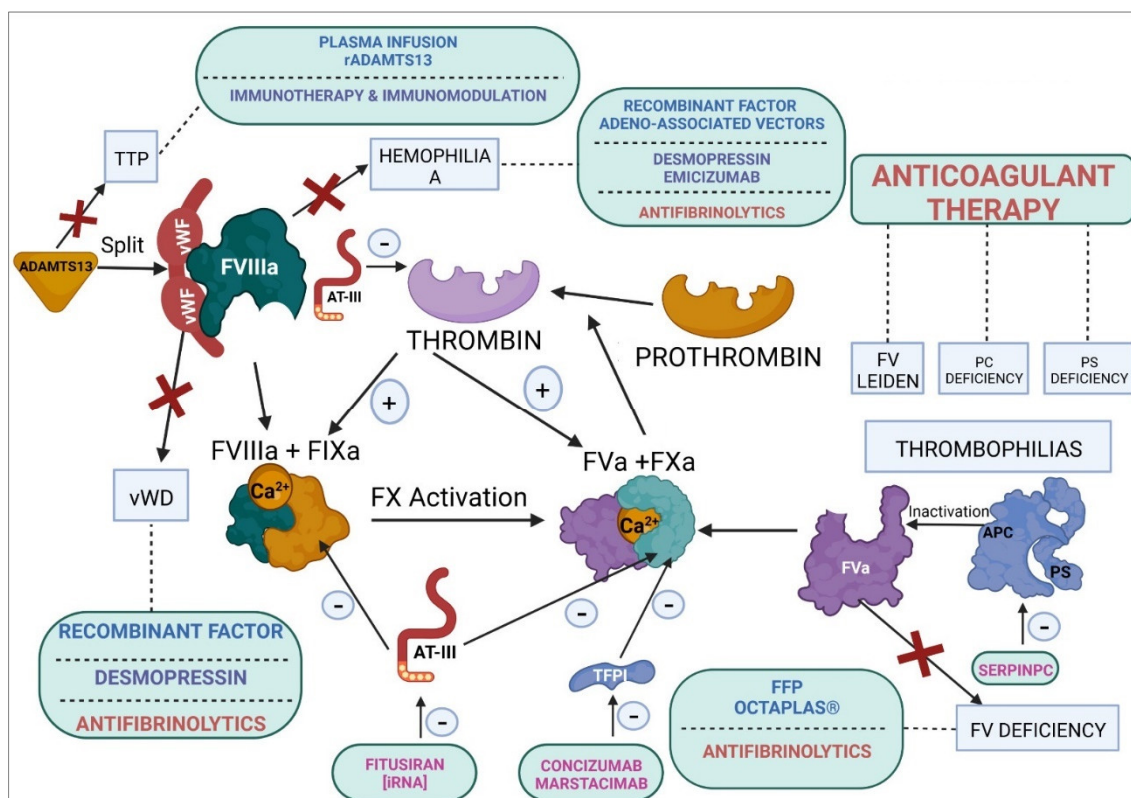 PLASMA INFUSION
rADAMTS13
IMMUNOTHERAPY & IMMUNOMODULATION
TTP
HEMOPHILIA
A
RECOMBINANT FACTOR
ADENO-ASSOCIATED VECTORS
DESMOPRESSIN
EMICIZUMAB
ANTIFIBRINOLYTICS
ANTICOAGULANT
THERAPY
ADAMTS13
Split
vWF
vWF
FVIIIa
AT-III
-
THROMBIN
PROTHROMBIN
FV
LEIDEN
PC
DEFICIENCY
PS
DEFICIENCY
+
+
THROMBOPHILIAS
vWD
FVIIIa + FIXa
Ca²⁺
FX Activation
FVa +FXa
Ca²⁺
FVa
Inactivation
APC
PS
-
-
-
AT-III
TFPI
-
SERPINPC
RECOMBINANT FACTOR
DESMOPRESSIN
ANTIFIBRINOLYTICS
-
-
FITUSIRAN
[iRNA]
CONCIZUMAB
MARSTACIMAB
FFP
OCTAPLAS®
ANTIFIBRINOLYTICS
FV DEFICIENCY